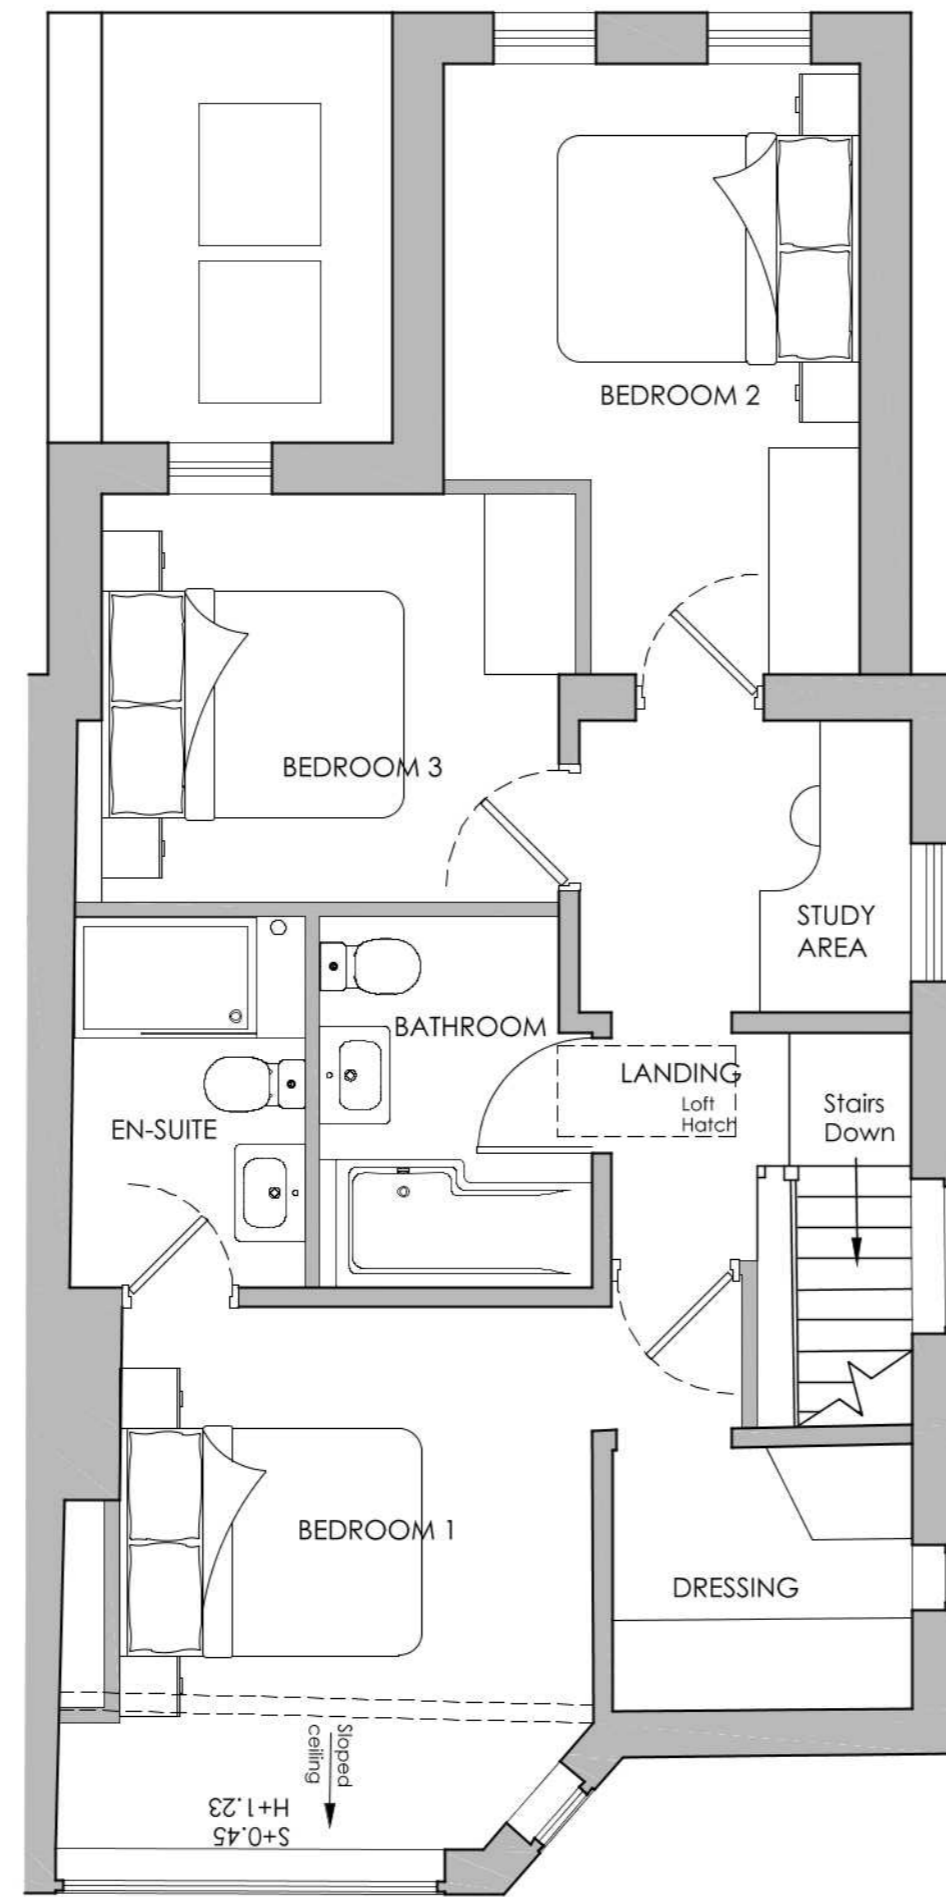 BEDROOM 2
BEDROOM 3
STUDY
AREA
BATHROOM
LANDING
Loft
Hatch
Stairs
Down
EN-SUITE
BEDROOM 1
DRESSING
Sloped
ceiling
S+0.45
H+1.23